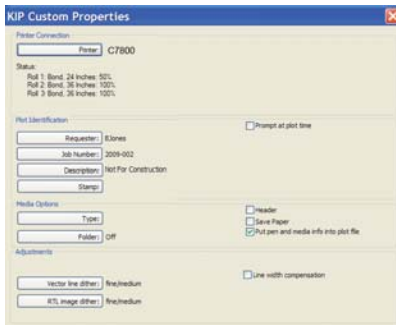 KIP Custom Properties
Printer Connection
Printer: C7800
Status:
Roll 1: Bond, 24 Inches: 50%
Roll 2: Bond, 36 Inches: 100%
Roll 3: Bond, 36 Inches: 100%
Plot Identification
Prompt at plot time
Requester: BJones
Job Number: 2009-002
Description: Not For Construction
Stamp:
Media Options
Header
Type:
Save Paper
Put pen and media info into plot file
Folder: Off
Adjustments
Line width compensation
Vector line dither: fine/medium
RTL image dither: fine/medium